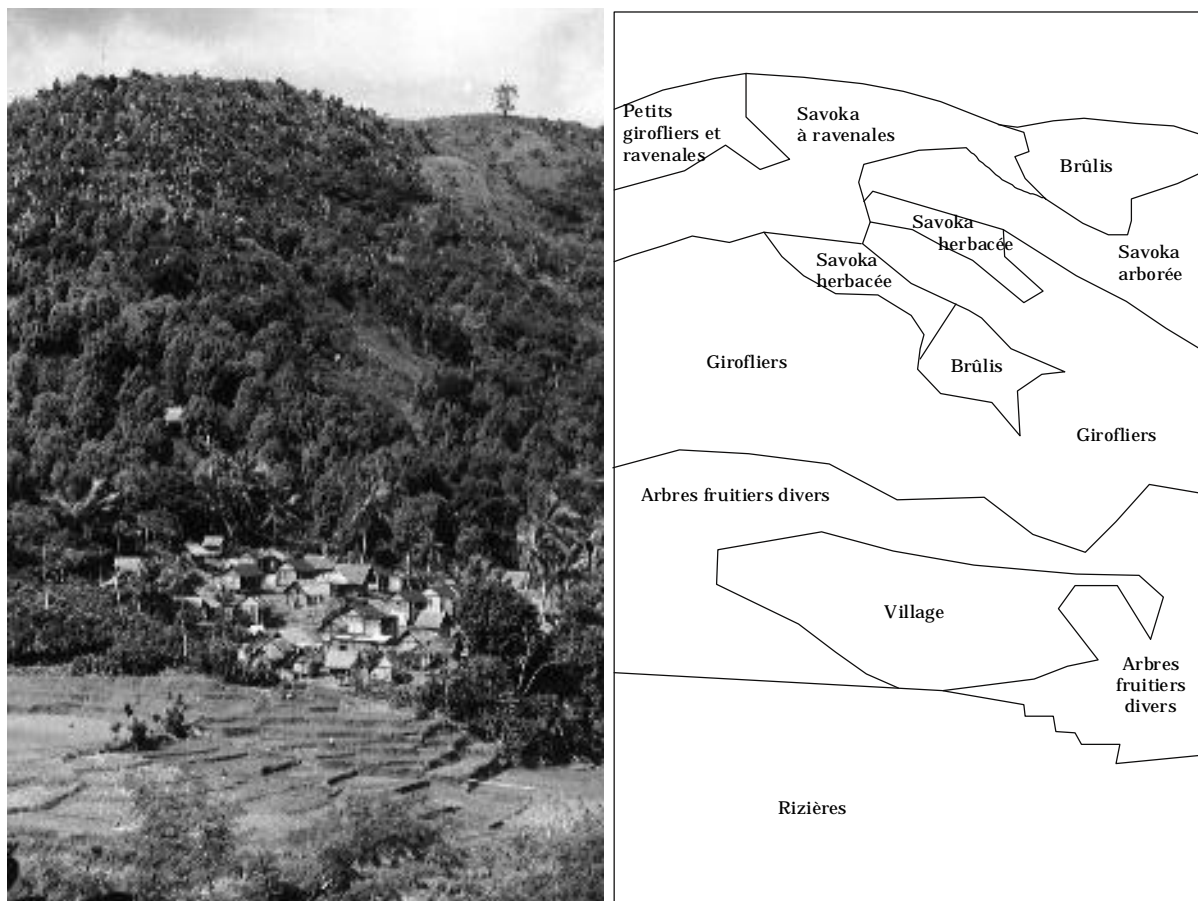 Petits
girofliers et
ravenales
Savoka
à ravenales
Brûlis
Savoka
herbacée
Savoka
arborée
Savoka
herbacée
Girofliers
Brûlis
Girofliers
Arbres fruitiers divers
Village
Arbres
fruitiers
divers
Rizières